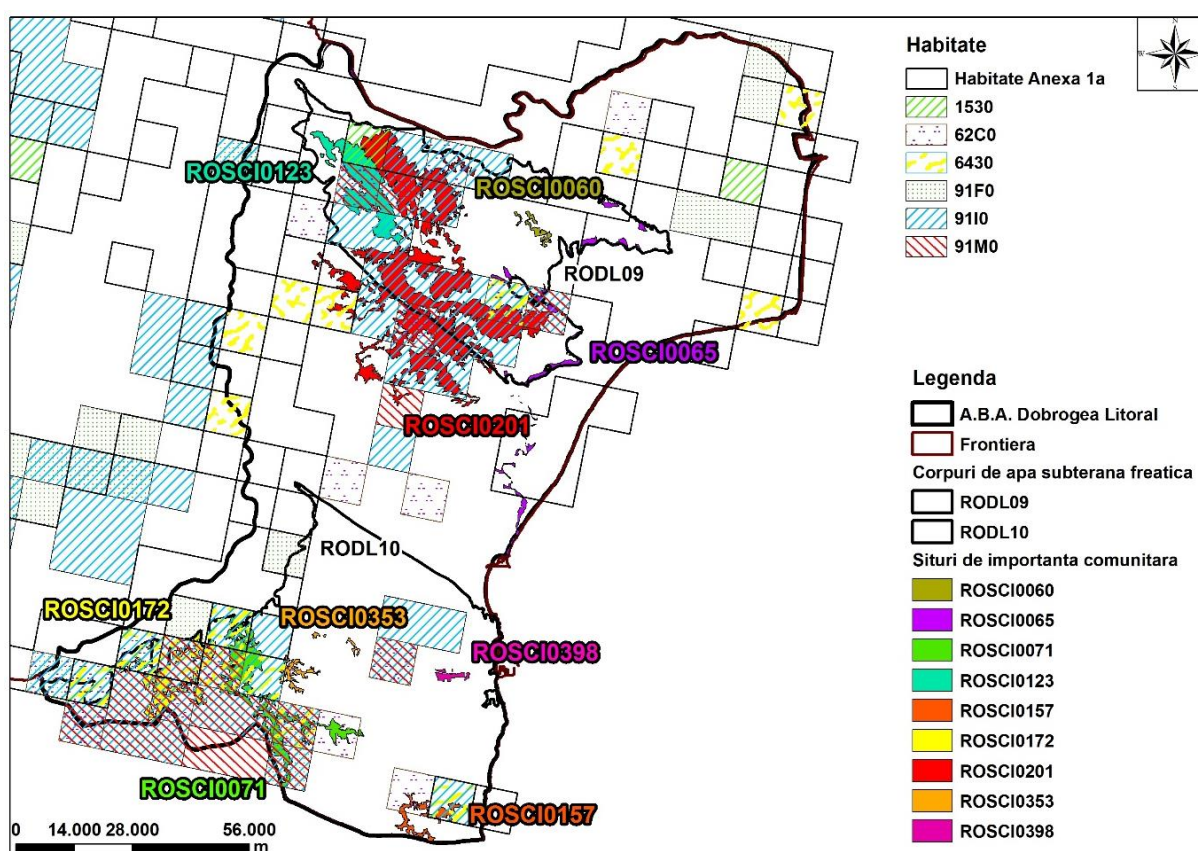 Habitate
Habitate Anexa 1a
1530
62C0
6430
91F0
91I0
91M0
Legenda
A.B.A. Dobrogea Litoral
Frontiera
Corpuri de apa subterana freatica
RODL09
RODL10
Situri de importanta comunitara
ROSCI0060
ROSCI0065
ROSCI0071
ROSCI0123
ROSCI0157
ROSCI0172
ROSCI0201
ROSCI0353
ROSCI0398
ROSCI0123
ROSCI0060
RODL09
ROSCI0065
ROSCI0201
RODL10
ROSCI0172
ROSCI0353
ROSCI0398
ROSCI0071
ROSCI0157
0 14.000 28.000 56.000
m